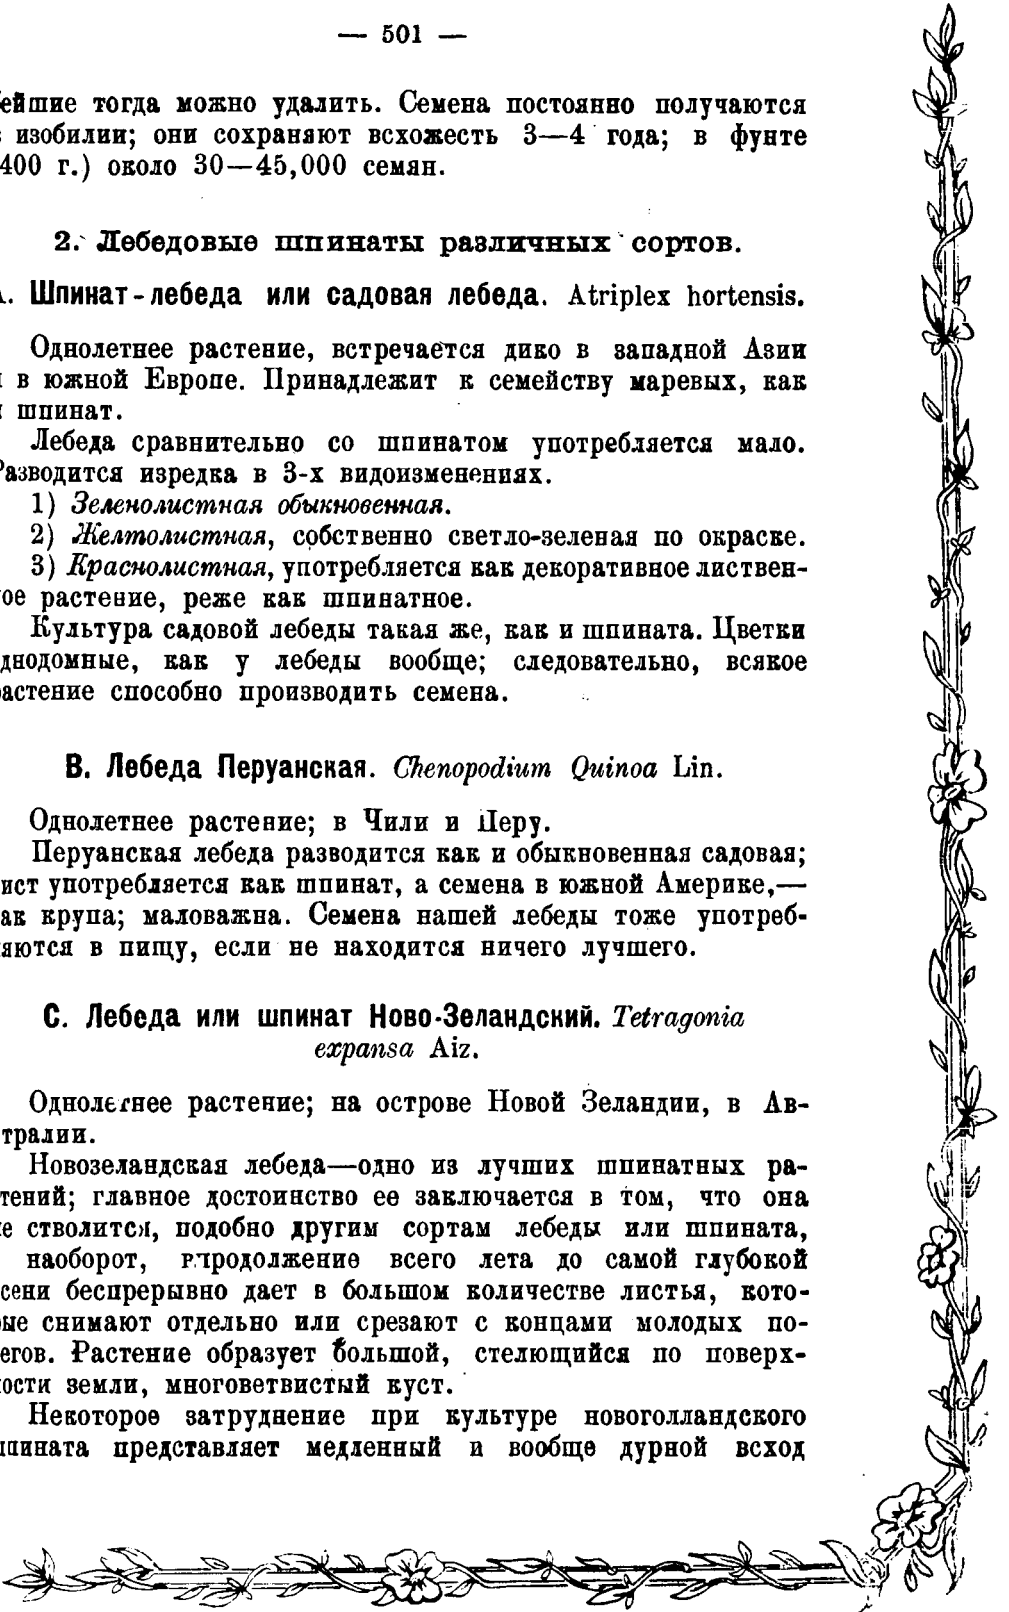 — 501 —
ейшие тогда можно удалить. Семена постоянно получаются
изобилии; они сохраняют всхожесть 3—4 года; в фунте
400 г.) около 30—45,000 семян.
2. Лебедовые шпинаты различных сортов.
. Шпинат-лебеда или садовая лебеда. Atriplex hortensis.
Однолетнее растение, встречается дико в западной Азии
в южной Европе. Принадлежит к семейству маревых, как
шпинат.
Лебеда сравнительно со шпинатом употребляется мало.
Разводится изредка в 3-х видоизменениях.
1) Зеленолистная обыкновенная.
2) Желтолистная, собственно светло-зеленая по окраске.
3) Краснолистная, употребляется как декоративное листвен-
ое растение, реже как шпинатное.
Культура садовой лебеды такая же, как и шпината. Цветки
днодомные, как у лебеды вообще; следовательно, всякое
астение способно производить семена.
В. Лебеда Перуанская. Chenopodium Quinoa Lin.
Однолетнее растение; в Чили и Перу.
Перуанская лебеда разводится как и обыкновенная садовая;
ист употребляется как шпинат, а семена в южной Америке,—
ак крупа; маловажна. Семена нашей лебеды тоже употреб-
яются в пищу, если не находится ничего лучшего.
С. Лебеда или шпинат Ново-Зеландский. Tetragonia
expansa Aiz.
Однолетнее растение; на острове Новой Зеландии, в Ав-
тралии.
Новозеландская лебеда—одно из лучших шпинатных ра-
тений; главное достоинство ее заключается в том, что она
е стволится, подобно другим сортам лебеды или шпината,
наоборот, впродолжение всего лета до самой глубокой
сени беспрерывно дает в большом количестве листья, кото-
ые снимают отдельно или срезают с концами молодых по-
егов. Растение образует большой, стелющийся по поверх-
ости земли, многоветвистый куст.
Некоторое затруднение при культуре новоголландского
шпината представляет медленный и вообще дурной всход